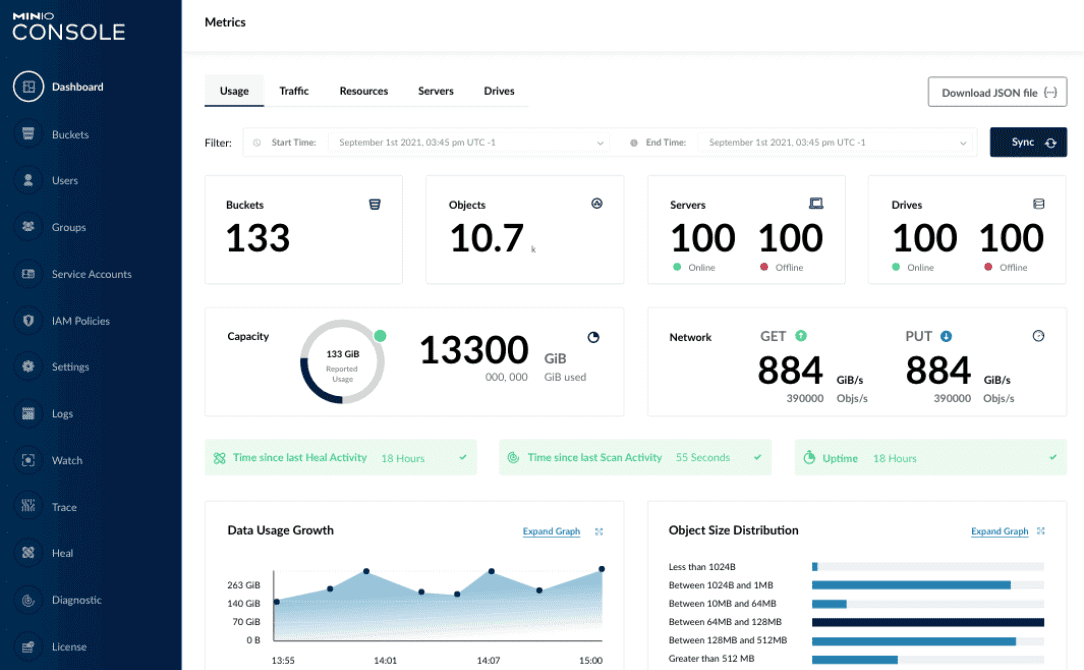 MINIO
CONSOLE
Metrics
Dashboard
Buckets
Users
Groups
Service Accounts
IAM Policies
Settings
Logs
Watch
Trace
Heal
Diagnostic
License
Usage Traffic Resources Servers Drives
Download JSON file
Filter: Start Time: September 1st 2021, 03:45 pm UTC -1 End Time: September 1st 2021, 03:45 pm UTC -1 Sync
Buckets
133
Objects
10.7 k
Servers
100 100
Online Offline
Drives
100 100
Online Offline
Capacity
133 GiB
Reported
Usage
13300 GiB
000, 000 GiB used
Network
GET PUT
884 GiB/s 884 GiB/s
390000 Objs/s 390000 Objs/s
Time since last Heal Activity 18 Hours
Time since last Scan Activity 55 Seconds
Uptime 18 Hours
Data Usage Growth Expand Graph
263 GiB
140 GiB
70 GiB
0 B
13:55 14:01 14:07 15:00
Object Size Distribution Expand Graph
Less than 1024B
Between 1024B and 1MB
Between 10MB and 64MB
Between 64MB and 128MB
Between 128MB and 512MB
Greater than 512 MB